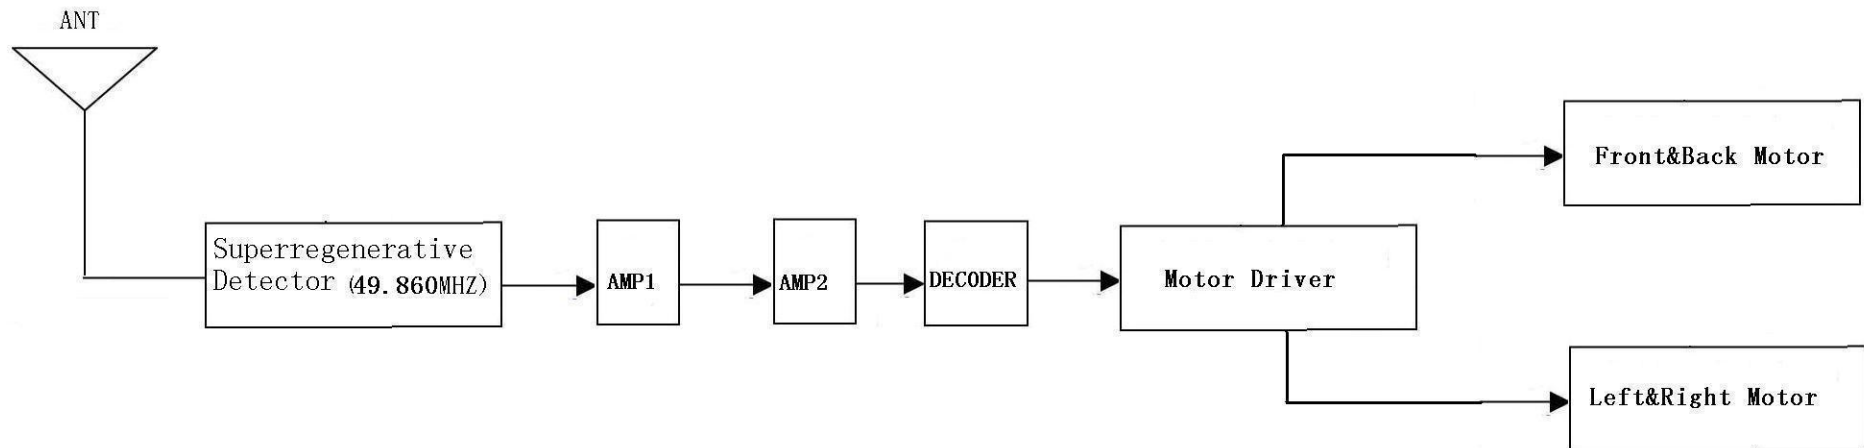 ANT
Superregenerative
Detector (49.860MHZ)
AMP1
AMP2
DECODER
Motor Driver
Front&Back Motor
Left&Right Motor